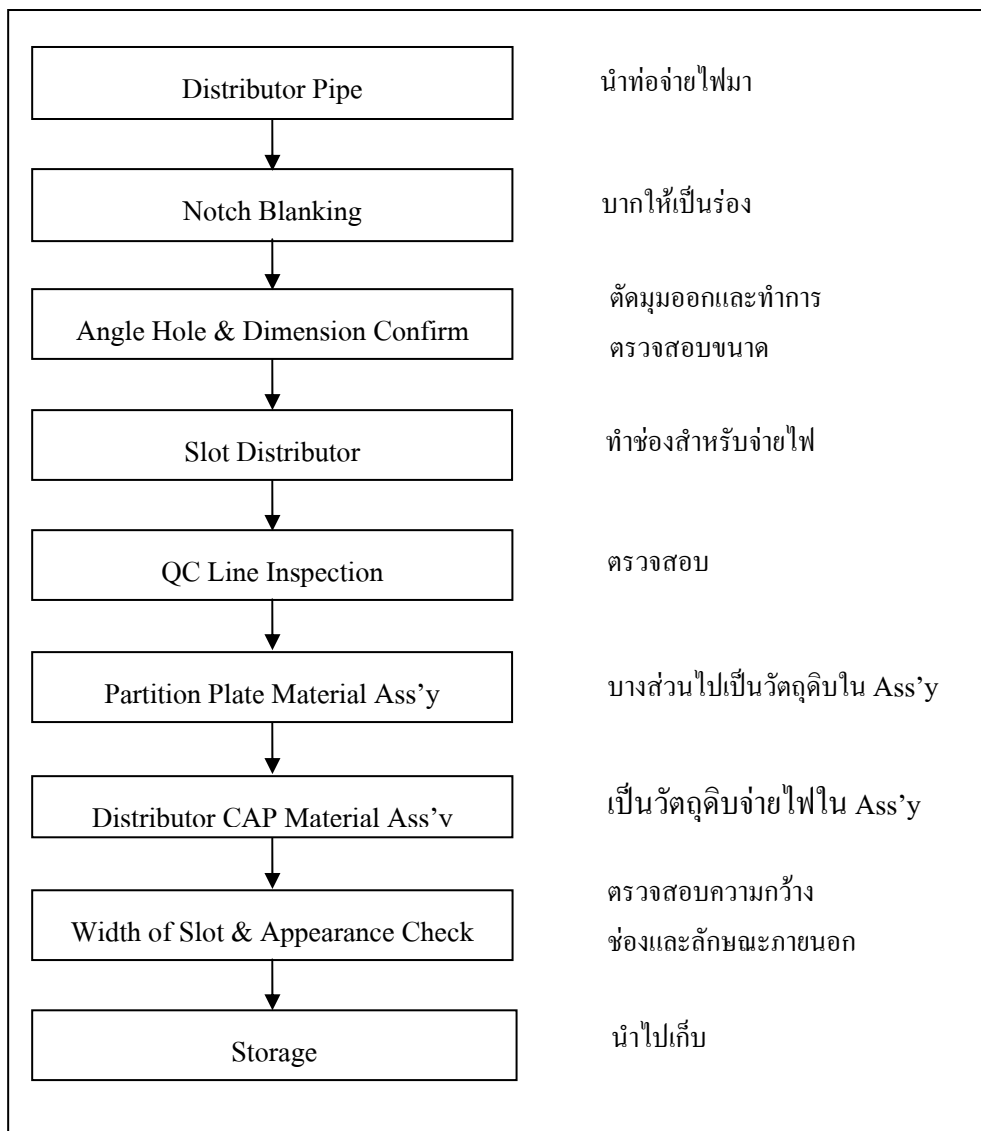 Distributor Pipe
นำท่อจ่ายไฟมา
Notch Blanking
บากให้เป็นร่อง
Angle Hole & Dimension Confirm
ตัดมุมออกและทำการ
ตรวจสอบขนาด
Slot Distributor
ทำช่องสำหรับจ่ายไฟ
QC Line Inspection
ตรวจสอบ
Partition Plate Material Ass’y
บางส่วนไปเป็นวัตถุดิบใน Ass’y
Distributor CAP Material Ass’v
เป็นวัตถุดิบจ่ายไฟใน Ass’y
Width of Slot & Appearance Check
ตรวจสอบความกว้าง
ช่องและลักษณะภายนอก
Storage
นำไปเก็บ